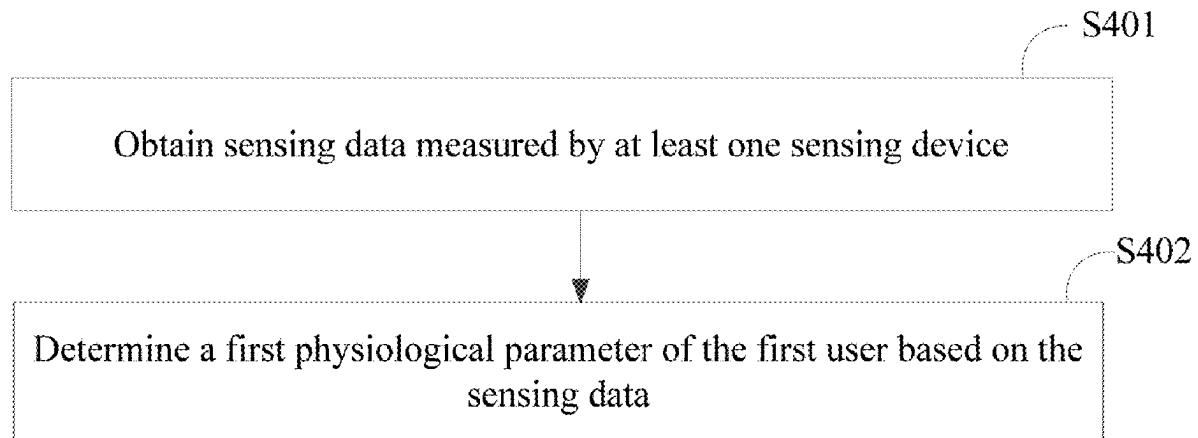 S401
Obtain sensing data measured by at least one sensing device
S402
Determine a first physiological parameter of the first user based on the
sensing data